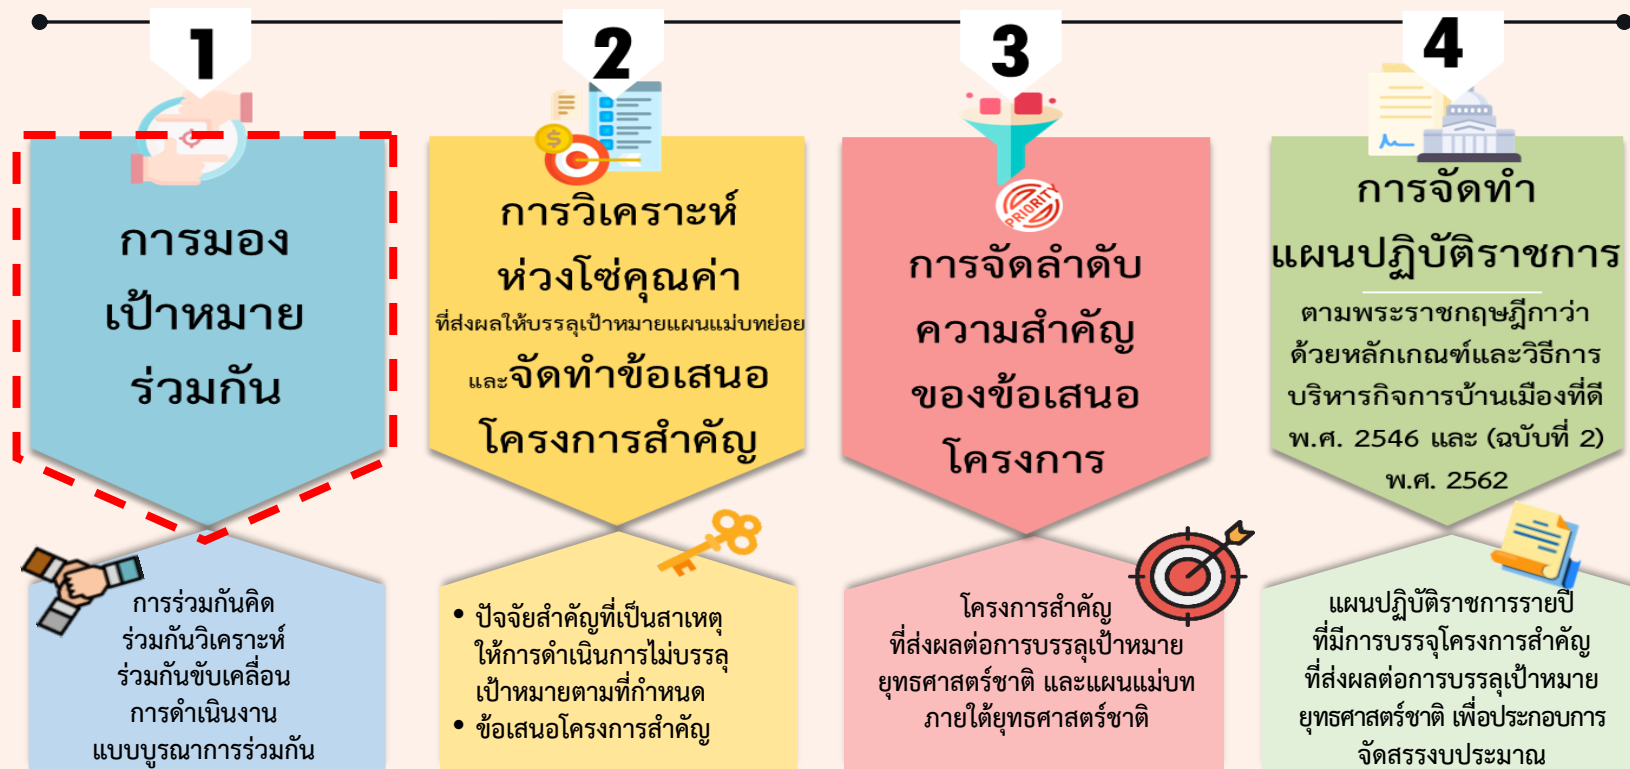 1
การมอง
เป้าหมาย
ร่วมกัน
การร่วมกันคิด
ร่วมกันวิเคราะห์
ร่วมกันขับเคลื่อน
การดำเนินงาน
แบบบูรณาการร่วมกัน
2
การวิเคราะห์
ห่วงโซ่คุณค่า
ที่ส่งผลให้บรรลุเป้าหมายแผนแม่บทย่อย
และจัดทำข้อเสนอ
โครงการสำคัญ
• ปัจจัยสำคัญที่เป็นสาเหตุ
ให้การดำเนินการไม่บรรลุ
เป้าหมายตามที่กำหนด
• ข้อเสนอโครงการสำคัญ
3
PRIORITY
การจัดลำดับ
ความสำคัญ
ของข้อเสนอ
โครงการ
โครงการสำคัญ
ที่ส่งผลต่อการบรรลุเป้าหมาย
ยุทธศาสตร์ชาติ และแผนแม่บท
ภายใต้ยุทธศาสตร์ชาติ
4
การจัดทำ
แผนปฏิบัติราชการ
ตามพระราชกฤษฎีกาว่า
ด้วยหลักเกณฑ์และวิธีการ
บริหารกิจการบ้านเมืองที่ดี
พ.ศ. 2546 และ (ฉบับที่ 2)
พ.ศ. 2562
แผนปฏิบัติราชการรายปี
ที่มีการบรรจุโครงการสำคัญ
ที่ส่งผลต่อการบรรลุเป้าหมาย
ยุทธศาสตร์ชาติ เพื่อประกอบการ
จัดสรรงบประมาณ